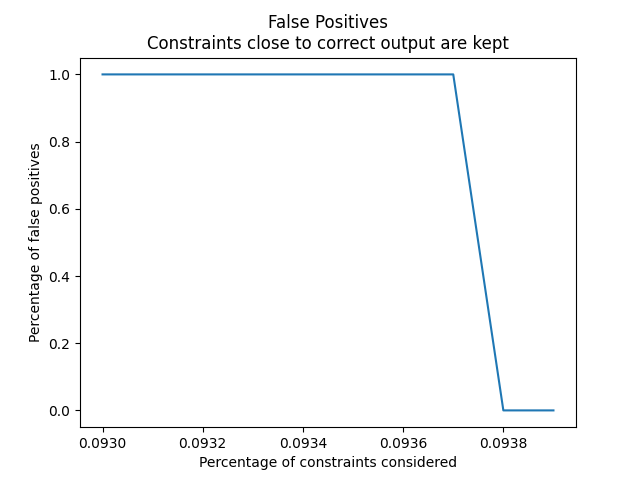 False Positives
Constraints close to correct output are kept
Percentage of false positives
1.0
0.8
0.6
0.4
0.2
0.0
0.0930 0.0932 0.0934 0.0936 0.0938
Percentage of constraints considered